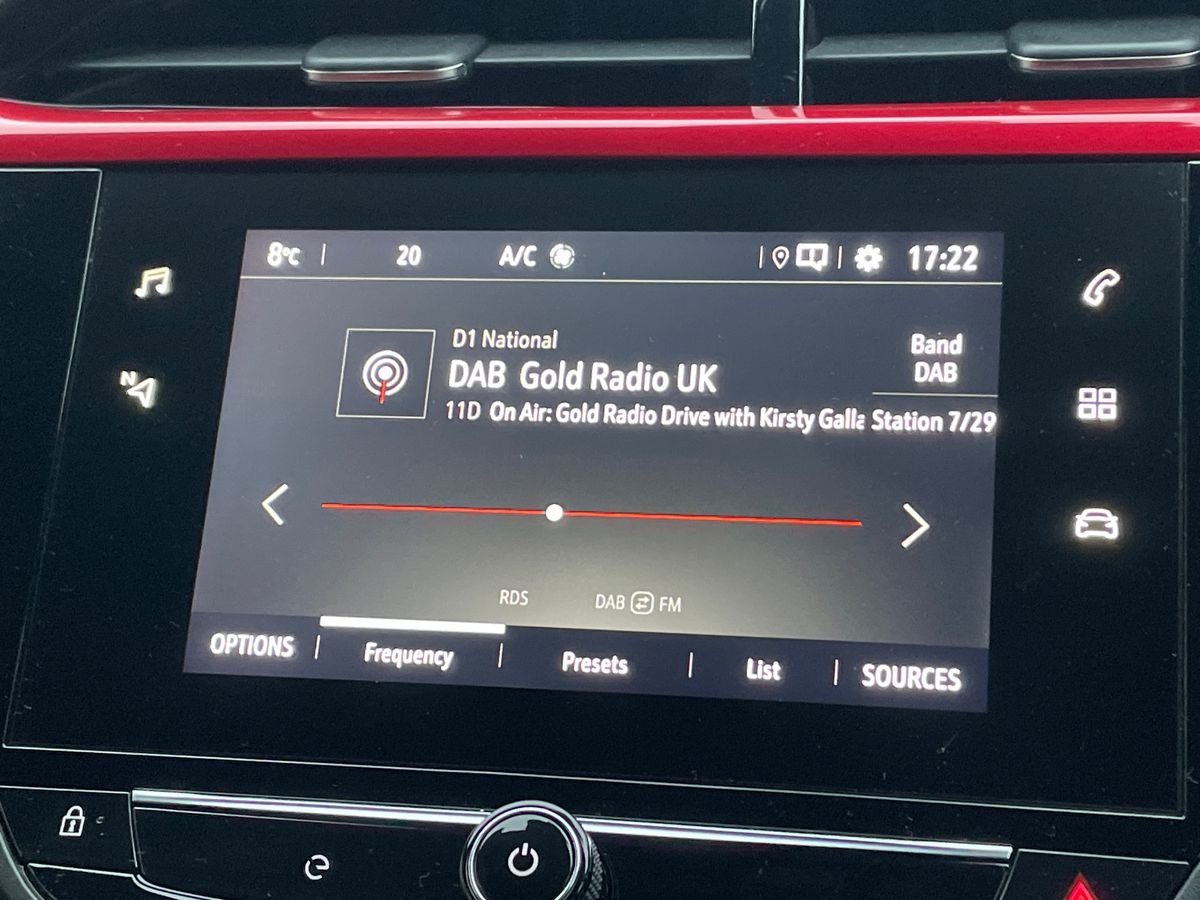 8°C | 20 A/C | | 17:22
D1 National
DAB Gold Radio UK
11D On Air: Gold Radio Drive with Kirsty Galla
Band
DAB
Station 7/29
N
RDS DAB FM
OPTIONS | Frequency | Presets | List | SOURCES